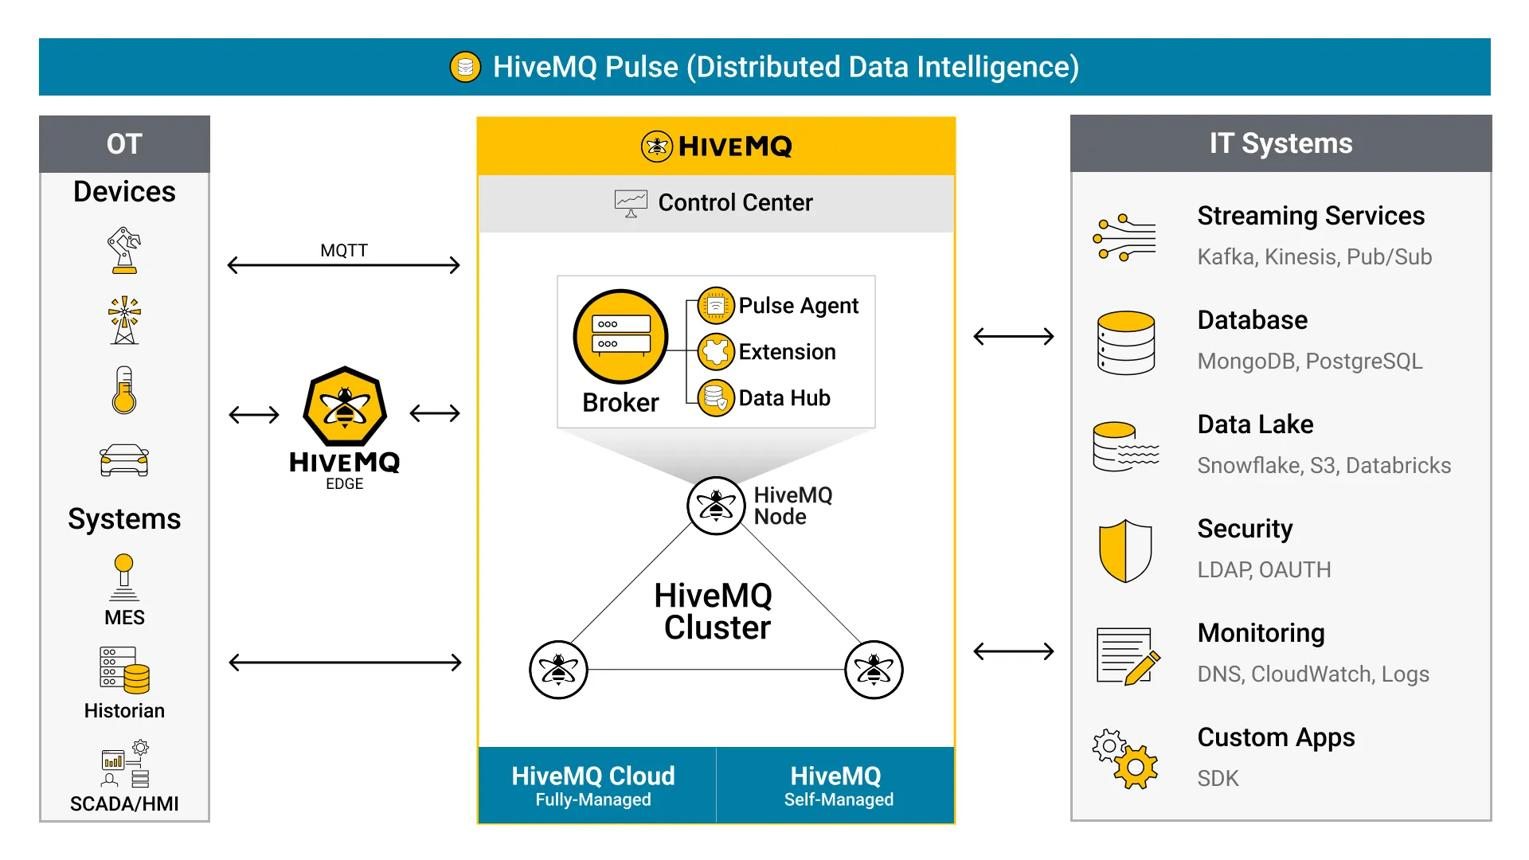 HiveMQ Pulse (Distributed Data Intelligence)
OT
Devices
Systems
MES
Historian
SCADA/HMI
MQTT
HIVEMQ
EDGE
HIVEMQ
Control Center
Broker
Pulse Agent
Extension
Data Hub
HiveMQ
Node
HiveMQ
Cluster
HiveMQ Cloud
Fully-Managed
HiveMQ
Self-Managed
IT Systems
Streaming Services
Kafka, Kinesis, Pub/Sub
Database
MongoDB, PostgreSQL
Data Lake
Snowflake, S3, Databricks
Security
LDAP, OAUTH
Monitoring
DNS, CloudWatch, Logs
Custom Apps
SDK